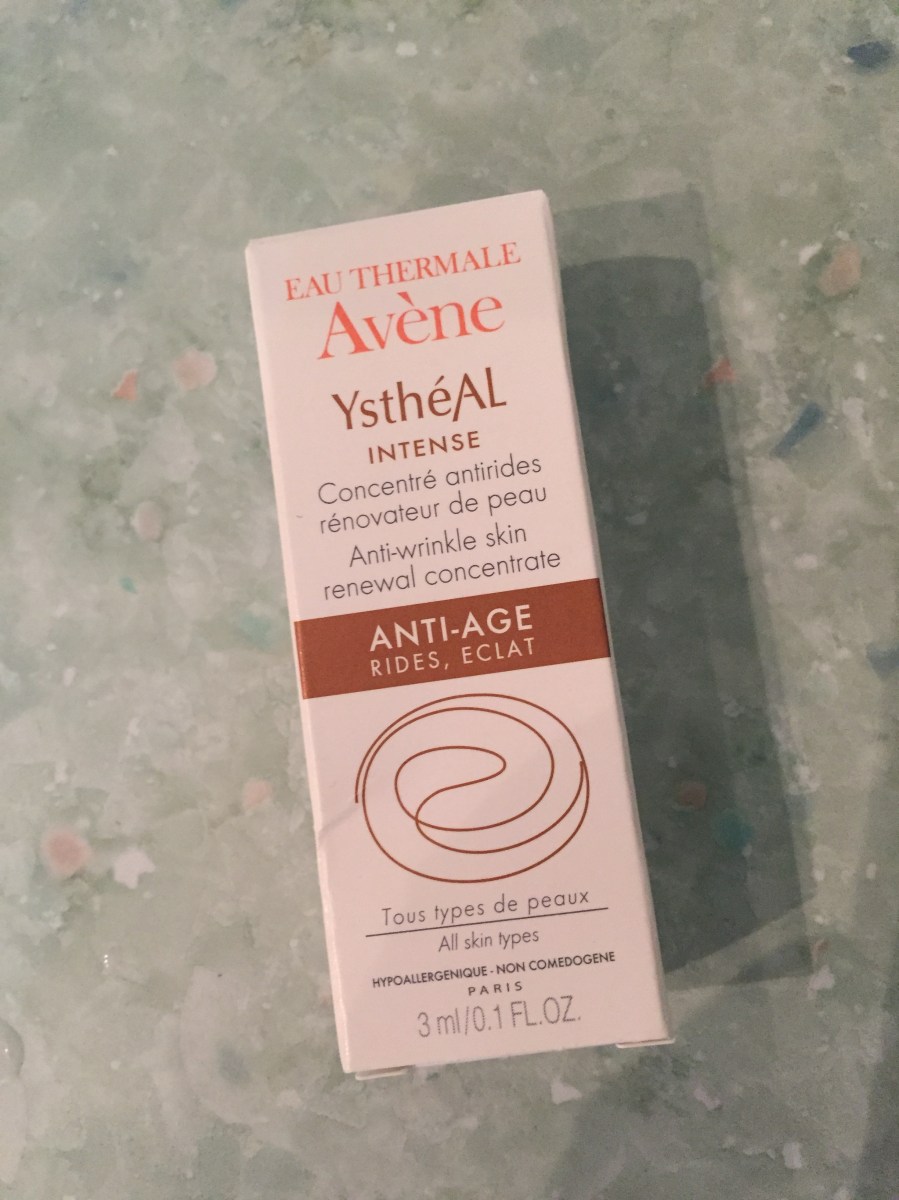 EAU THERMALE
Avène
YsthéAL
INTENSE
Concentré antirides
rénovateur de peau
Anti-wrinkle skin
renewal concentrate
ANTI-AGE
RIDES, ECLAT
Tous types de peaux
All skin types
HYPOALLERGENIQUE - NON COMEDOGENE
PARIS
3 ml/0.1 FL.OZ.